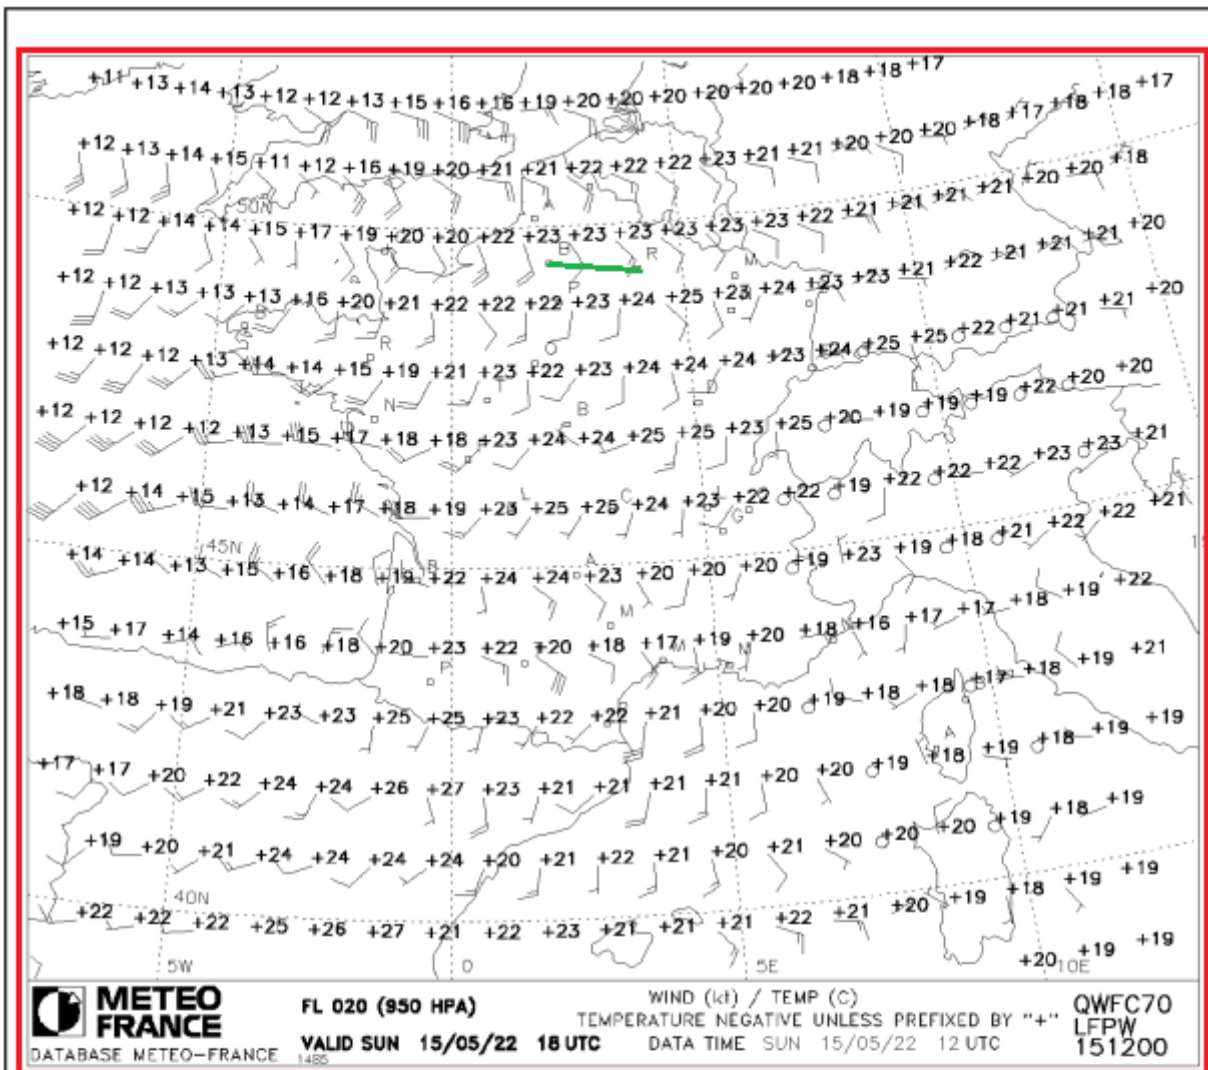 +11 +13 +14 +13 +12 +12 +13 +15 +16 +16 +19 +20 +20 +20 +20 +20 +18 +18 +17
+12 +13 +14 +15 +11 +12 +16 +19 +20 +21 +21 +22 +22 +22 +23 +21 +21 +20 +20 +20 +18 +17 +18 +18 +17
50N
A
+12 +12 +14 +14 +15 +17 +19 +20 +20 +22 +23 +23 +23 +23 +23 +23 +22 +21 +21 +21 +21 +20 +20 +18
B R M
P
+12 +12 +13 +13 +13 +16 +20 +21 +22 +22 +22 +23 +24 +25 +23 +24 +24 +23 +23 +21 +22 +21 +21 +21 +20
B R
+12 +12 +12 +13 +14 +14 +15 +19 +21 +23 +22 +23 +24 +24 +24 +23 +24 +25 +25 +22 +21 +21 +21 +20
N D B
+12 +12 +12 +12 +13 +15 +17 +18 +18 +23 +24 +24 +25 +25 +23 +25 +20 +19 +19 +19 +19 +22 +20 +20
L C G
+12 +14 +15 +13 +14 +17 +18 +19 +23 +25 +25 +24 +23 +22 +22 +19 +22 +22 +22 +22 +23 +23 +21
45N
B A
+14 +14 +13 +15 +16 +18 +19 +22 +24 +24 +23 +20 +20 +20 +19 +23 +19 +18 +21 +22 +22 +21
M
+15 +17 +14 +16 +16 +18 +20 +23 +22 +20 +18 +17 +19 +20 +18 +16 +17 +17 +18 +19 +22
P T M M N
+18 +18 +19 +21 +23 +23 +25 +25 +23 +22 +22 +21 +20 +20 +19 +18 +18 +17 +18 +19 +21
P B A
+17 +17 +20 +22 +24 +24 +26 +27 +23 +21 +21 +21 +21 +20 +20 +19 +18 +19 +18 +19 +19
+19 +20 +21 +24 +24 +24 +24 +20 +21 +22 +21 +20 +21 +20 +20 +20 +19 +18 +19
40N
+22 +22 +22 +25 +26 +27 +21 +22 +23 +21 +21 +21 +22 +21 +20 +19 +18 +19 +19
+20 +19 +19
5W 0 5E 10E
METEO
FRANCE
DATABASE METEO-FRANCE
FL 020 (950 HPA)
VALID SUN 15/05/22 18 UTC
1485
WIND (kt) / TEMP (C)
TEMPERATURE NEGATIVE UNLESS PREFIXED BY "+"
DATA TIME SUN 15/05/22 12 UTC
QWFC70
LFPW
151200